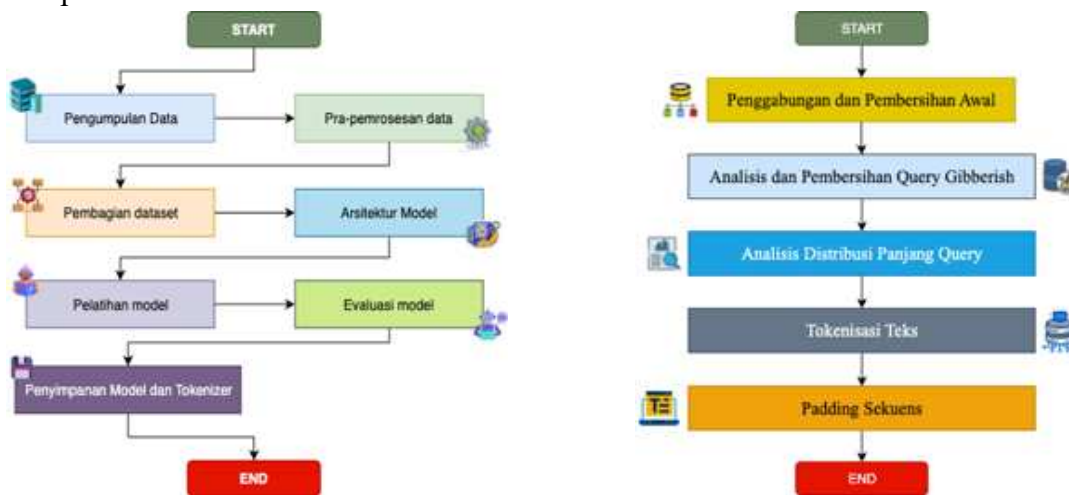 START
Pengumpulan Data
Pra-pemrosesan data
Pembagian dataset
Arsitektur Model
Pelatihan model
Evaluasi model
Penyimpanan Model dan Tokenizer
END
START
Penggabungan dan Pembersihan Awal
Analisis dan Pembersihan Query Gibberish
Analisis Distribusi Panjang Query
Tokenisasi Teks
Padding Sekuens
END